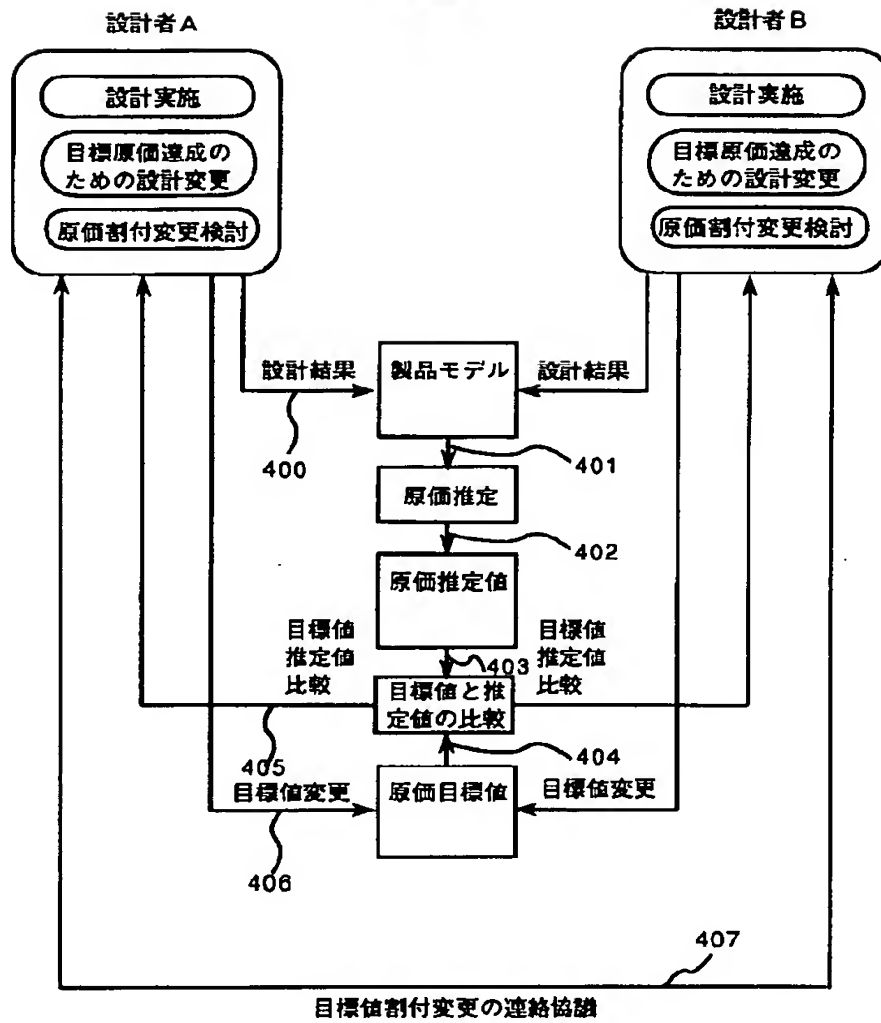 設計者A
設計者B
設計実施
目標原価達成の
ための設計変更
原価割付変更検討
設計実施
目標原価達成の
ための設計変更
原価割付変更検討
設計結果
製品モデル
設計結果
400
401
原価推定
402
原価推定値
目標値
推定値
比較
目標値
推定値
比較
403
目標値と推
定値の比較
404
405
目標値変更
原価目標値
目標値変更
406
407
目標値割付変更の連絡協議